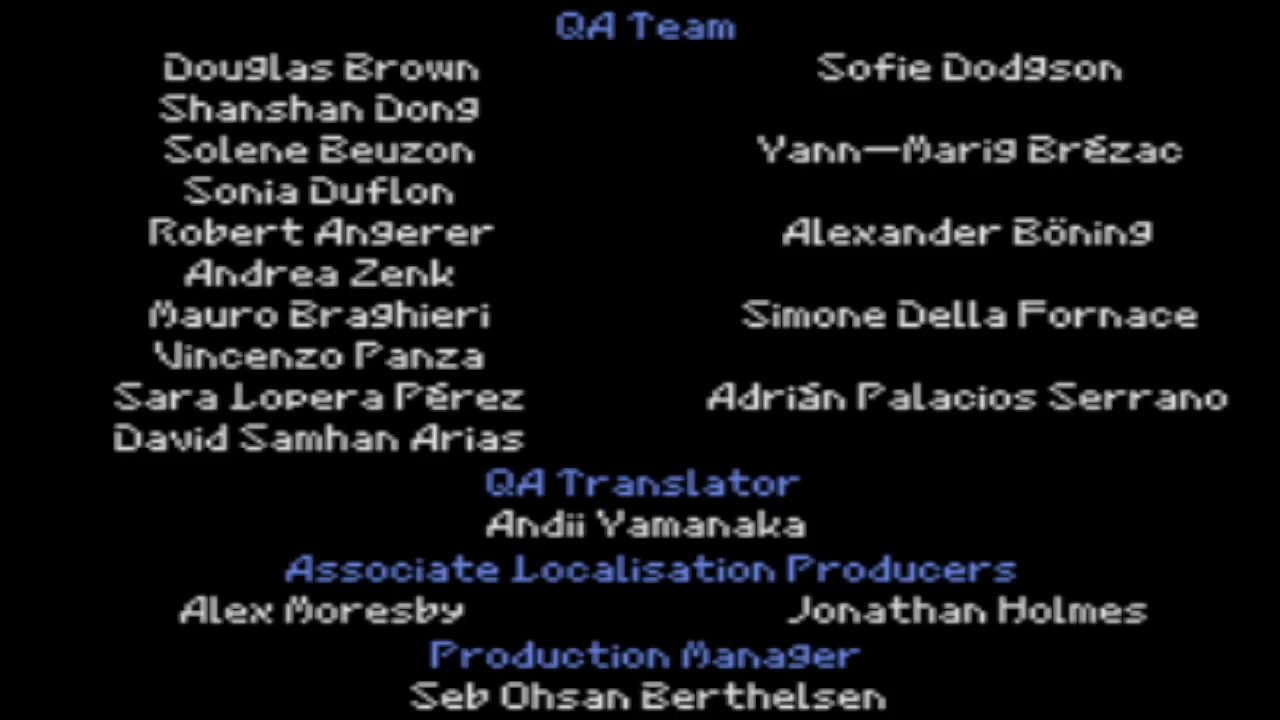 QA Team
Douglas Brown Sofie Dodgson
Shanshan Dong
Solene Beuzon Yann-Marig Brézac
Sonia Duflon
Robert Angerer Alexander Böning
Andrea Zenk
Mauro Braghieri Simone Della Fornace
Vincenzo Panza
Sara Lopera Pérez Adrián Palacios Serrano
David Samhan Arias
QA Translator
Andii Yamanaka
Associate Localisation Producers
Alex Moresby Jonathan Holmes
Production Manager
Seb Ohsan Berthelsen